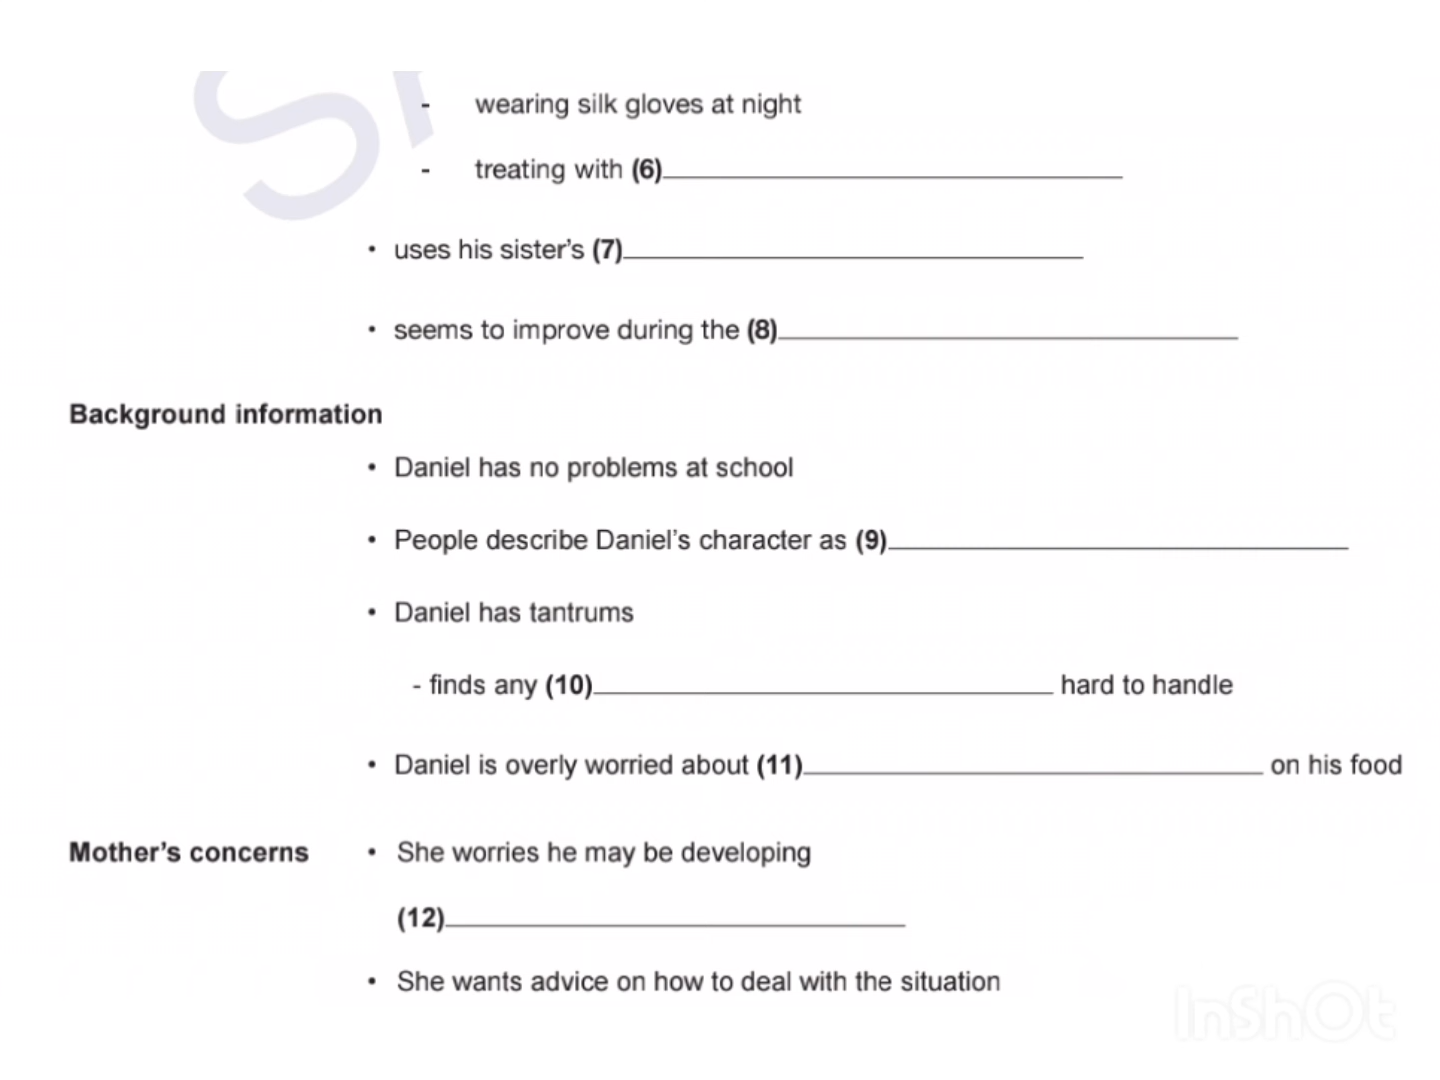 - wearing silk gloves at night
- treating with (6)
• uses his sister's (7)
• seems to improve during the (8)
Background information
• Daniel has no problems at school
• People describe Daniel's character as (9)
• Daniel has tantrums
- finds any (10) hard to handle
• Daniel is overly worried about (11) on his food
Mother's concerns • She worries he may be developing
(12)
• She wants advice on how to deal with the situation
InShOt